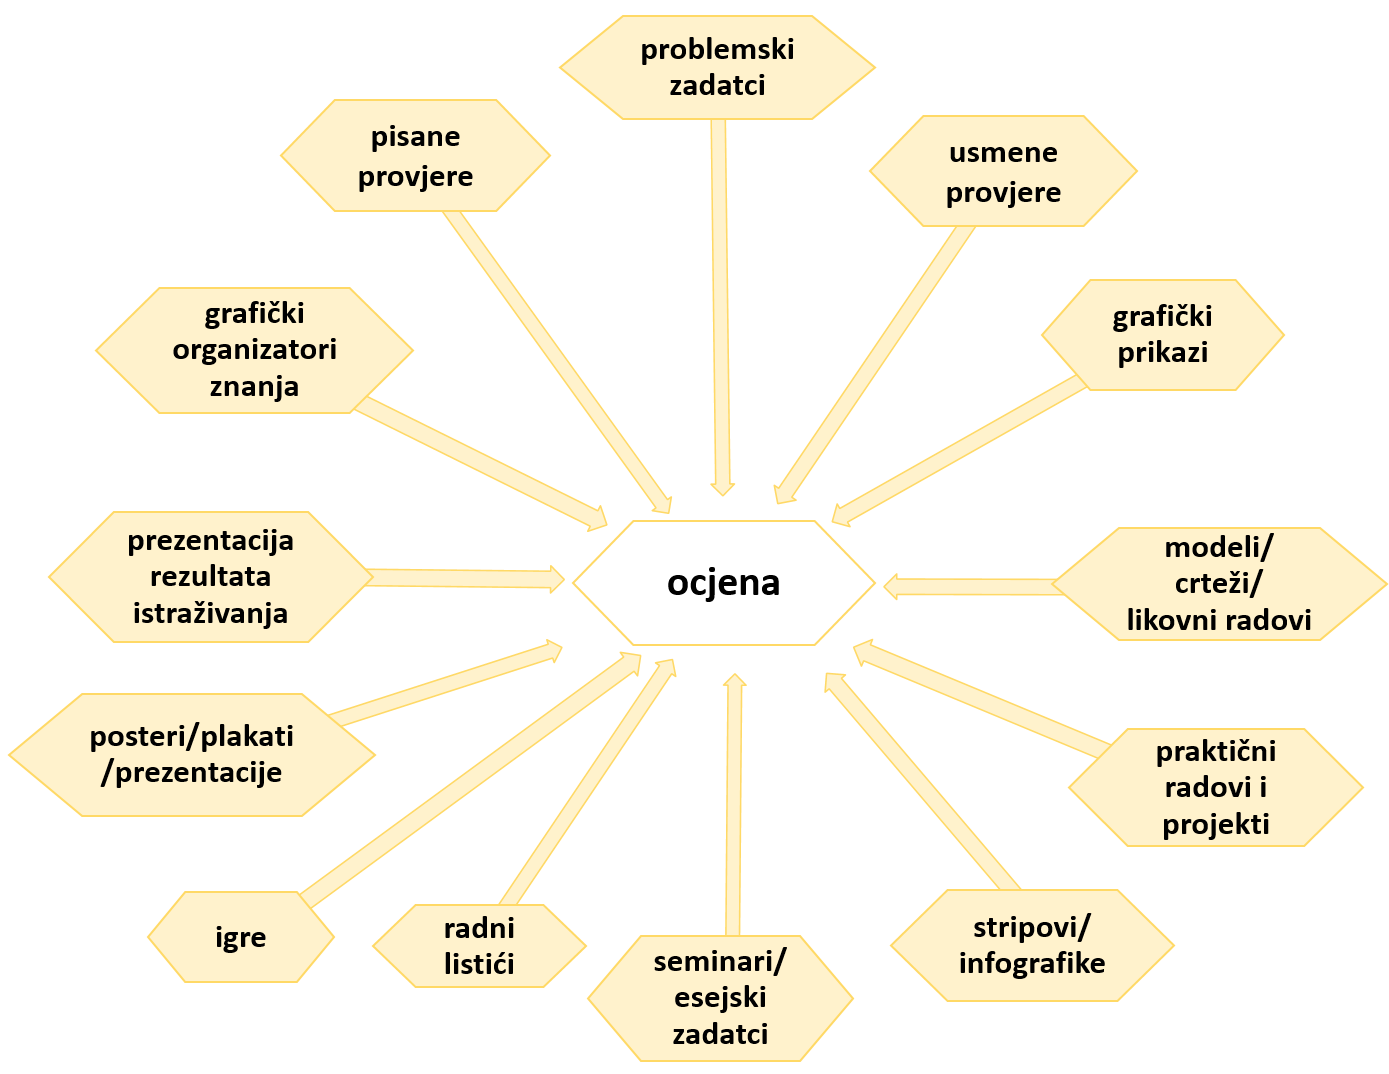 problemski
zadatci
pisane
provjere
usmene
provjere
grafički
organizatori
znanja
grafički
prikazi
prezentacija
rezultata
istraživanja
ocjena
modeli/
crteži/
likovni radovi
posteri/plakati
/prezentacije
praktični
radovi i
projekti
igre
radni
listići
seminari/
esejski
zadatci
stripovi/
infografike